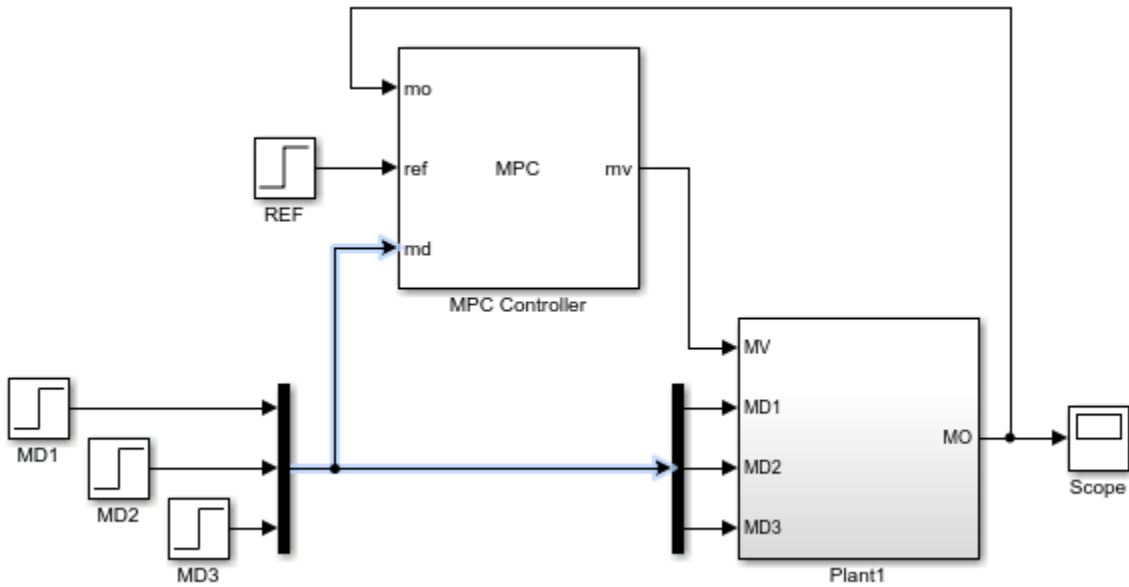 mo
REF
ref
MPC
mv
md
MPC Controller
MD1
MD2
MD3
MV
MD1
MD2
MD3
MO
Plant1
Scope